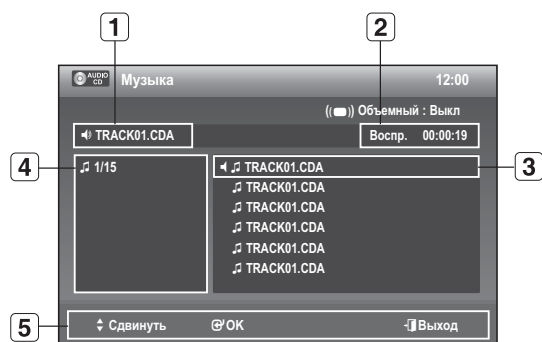 1
2
AUDIO CD Музыка 12:00
Объемный : Выкл
TRACK01.CDA Воспр. 00:00:19
4
1/15
TRACK01.CDA
3
TRACK01.CDA
TRACK01.CDA
TRACK01.CDA
TRACK01.CDA
TRACK01.CDA
5
Сдвинуть OK Выход